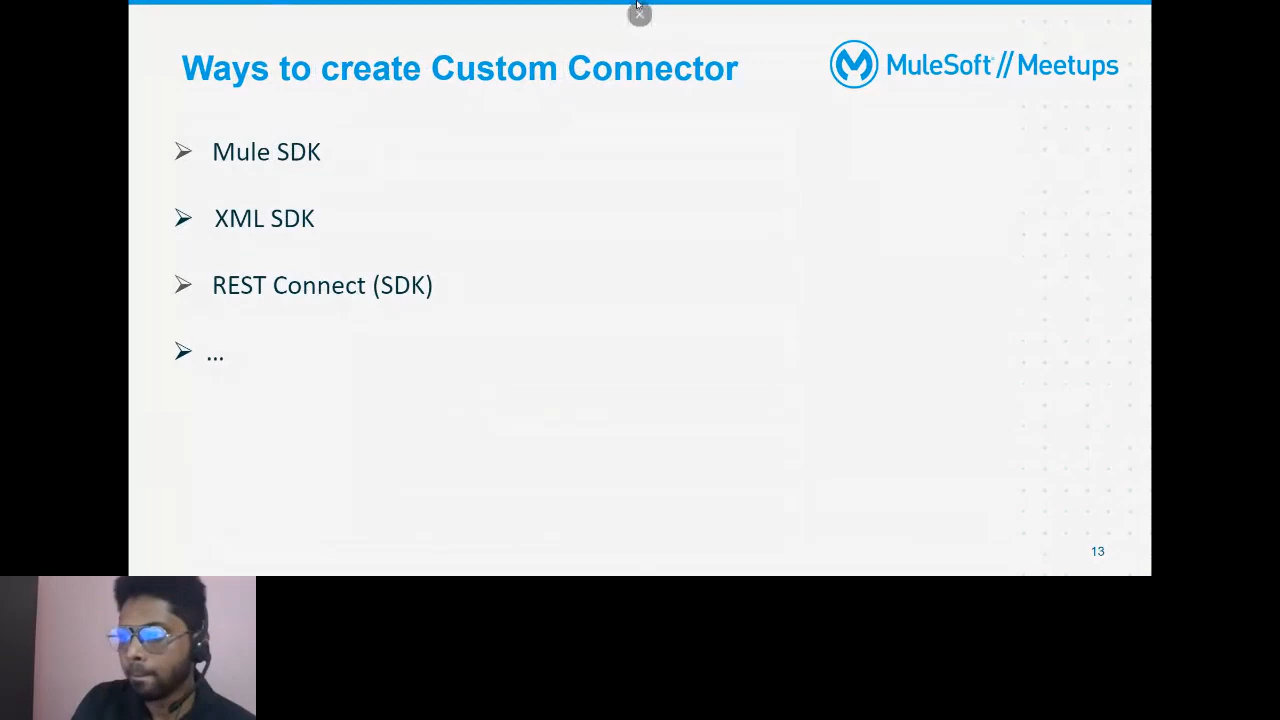 Ways to create Custom Connector
MuleSoft // Meetups
Mule SDK
XML SDK
REST Connect (SDK)
...
13